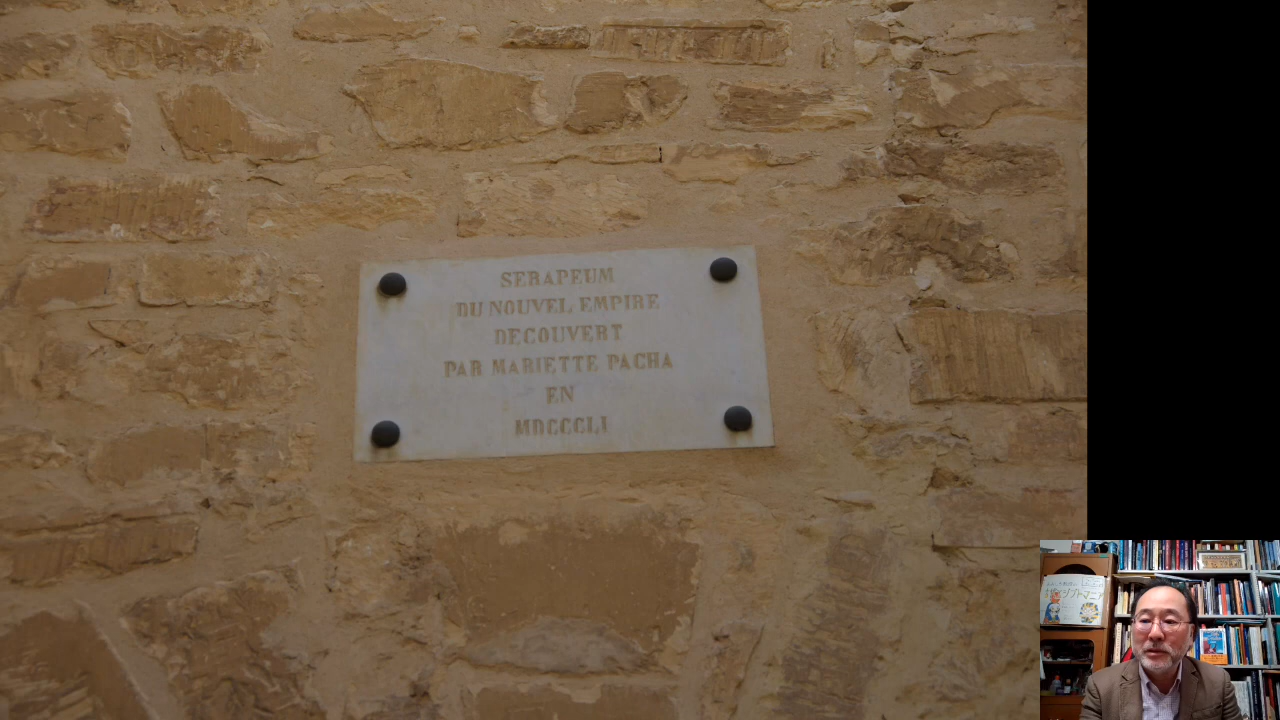 SERAPEUM
DU NOUVEL EMPIRE
DECOUVERT
PAR MARIETTE PACHA
EN
MDCCCLI